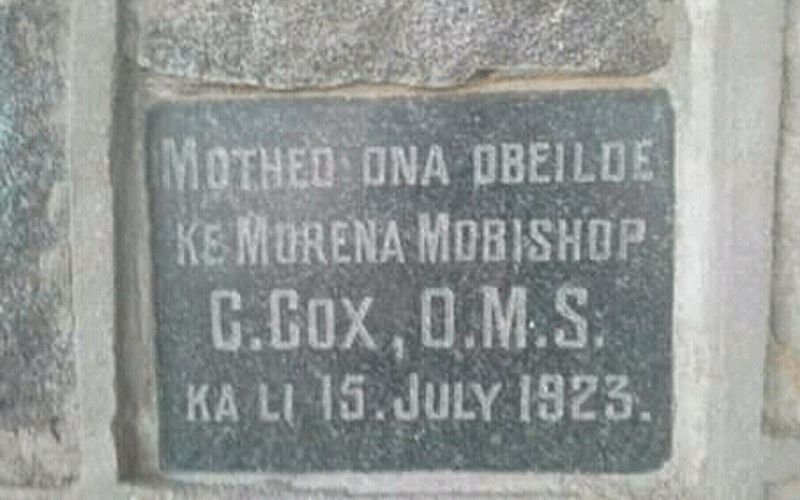 MOTHEO ONA OBEILOE
KE MORENA MOBISHOP
C. COX, O.M.S.
KA LI 15. JULY 1923.